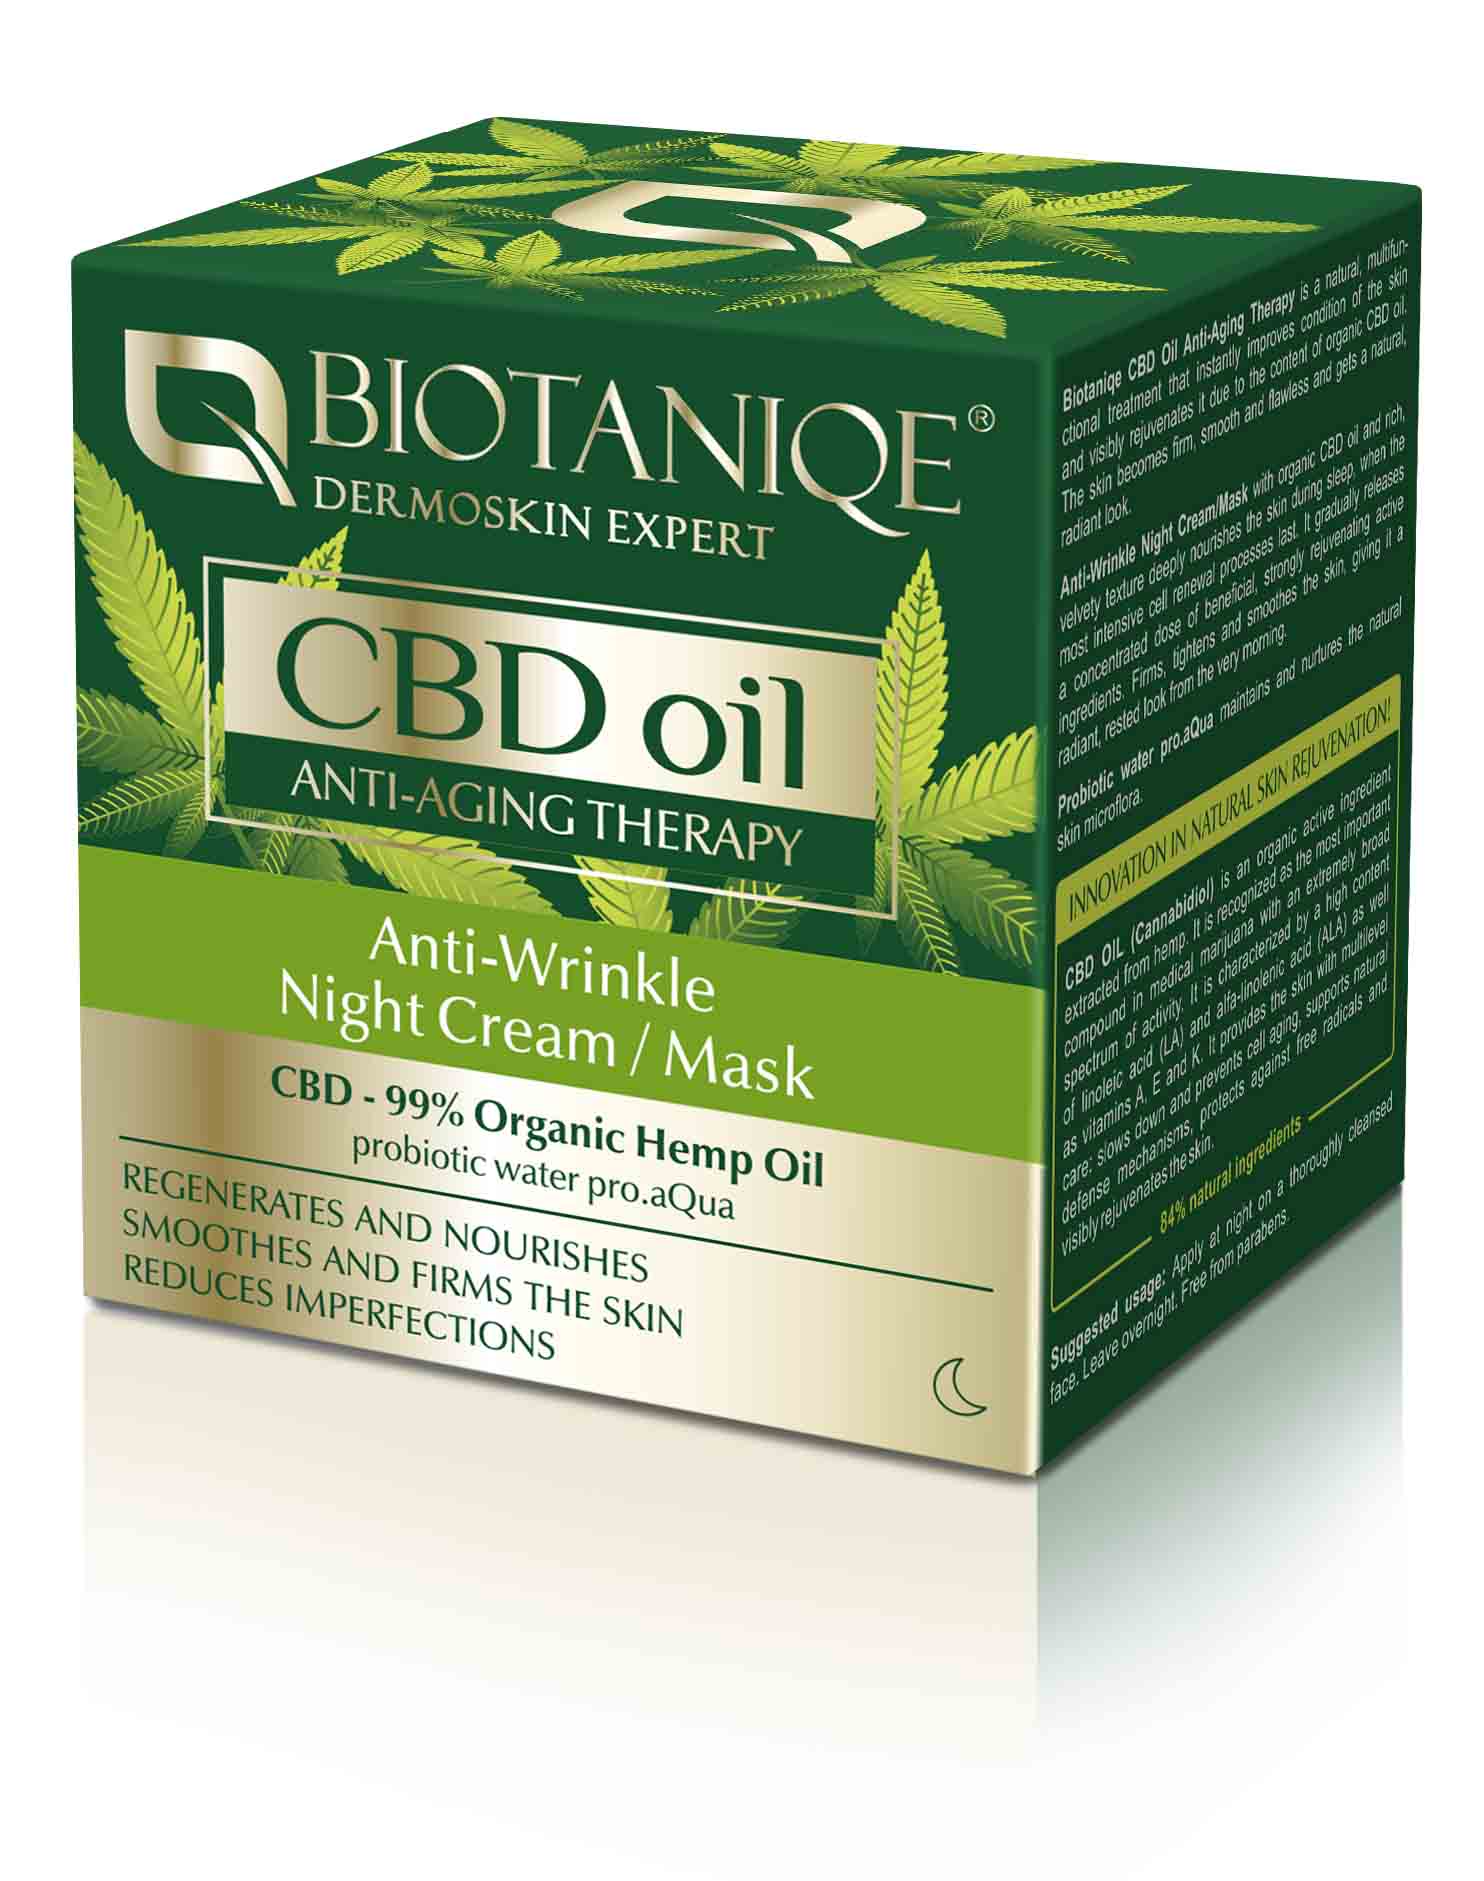 BIOTANIQE®
DERMOSKIN EXPERT
CBD oil
ANTI-AGING THERAPY
Anti-Wrinkle
Night Cream / Mask
CBD - 99% Organic Hemp Oil
probiotic water pro.aQua
REGENERATES AND NOURISHES
SMOOTHES AND FIRMS THE SKIN
REDUCES IMPERFECTIONS
Biotaniqe CBD Oil Anti-Aging Therapy is a natural, multifun-
ctional treatment that instantly improves condition of the skin
and visibly rejuvenates it due to the content of organic CBD oil.
The skin becomes firm, smooth and flawless and gets a natural,
radiant look.
Anti-Wrinkle Night Cream/Mask with organic CBD oil and rich,
velvety texture deeply nourishes the skin during sleep, when the
most intensive cell renewal processes last. It gradually releases
a concentrated dose of beneficial, strongly rejuvenating active
ingredients. Firms, tightens and smoothes the skin, giving it a
radiant, rested look from the very morning.
Probiotic water pro.aQua maintains and nurtures the natural
skin microflora.
INNOVATION IN NATURAL SKIN REJUVENATION!
CBD OIL (Cannabidiol) is an organic active ingredient
extracted from hemp. It is recognized as the most important
compound in medical marijuana with an extremely broad
spectrum of activity. It is characterized by a high content
of linoleic acid (LA) and alfa-linolenic acid (ALA) as well
as vitamins A, E and K. It provides the skin with multilevel
care: slows down and prevents cell aging, supports natural
defense mechanisms, protects against free radicals and
visibly rejuvenates the skin.
84% natural ingredients
Suggested usage: Apply at night on a thoroughly cleansed
face. Leave overnight. Free from parabens.